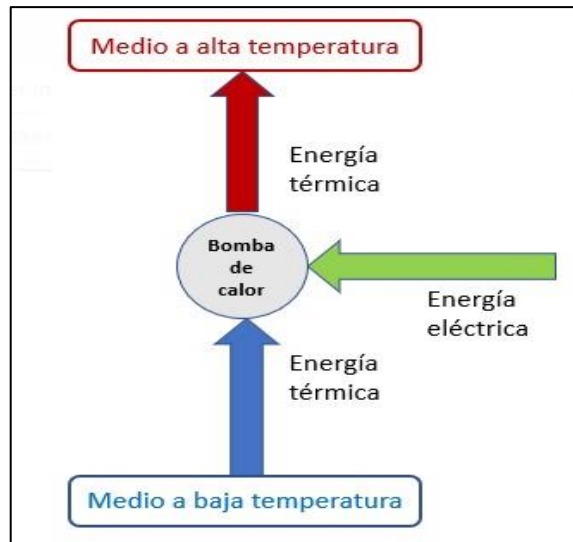 Medio a alta temperatura
Energía
térmica
Bomba
de
calor
Energía
eléctrica
Energía
térmica
Medio a baja temperatura